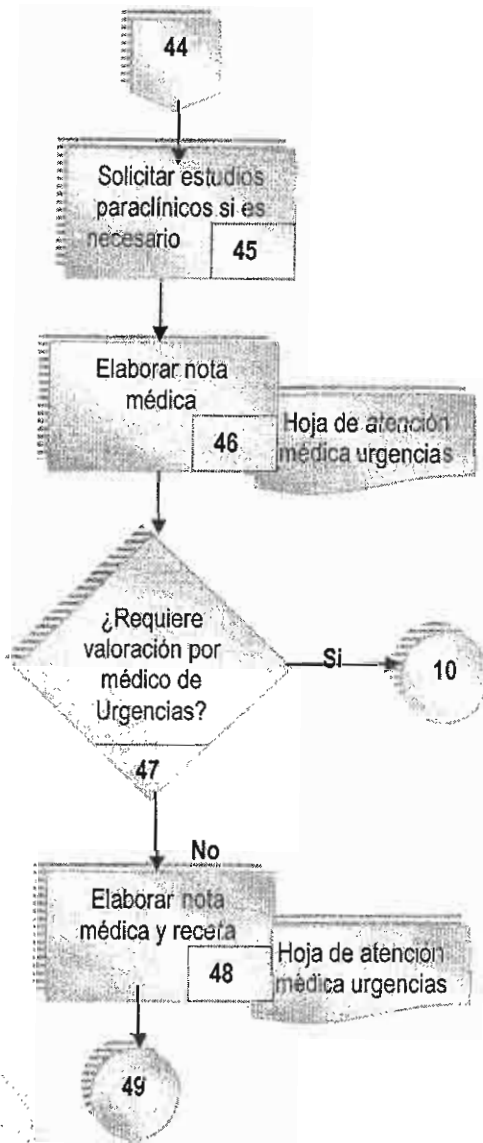 44
Solicitar estudios
paraclínicos si es
necesario
45
Elaborar nota
médica
46
Hoja de atención
médica urgencias
¿Requiere
valoración por
médico de
Urgencias?
47
Si
10
No
Elaborar nota
médica y receta
48
Hoja de atención
médica urgencias
49